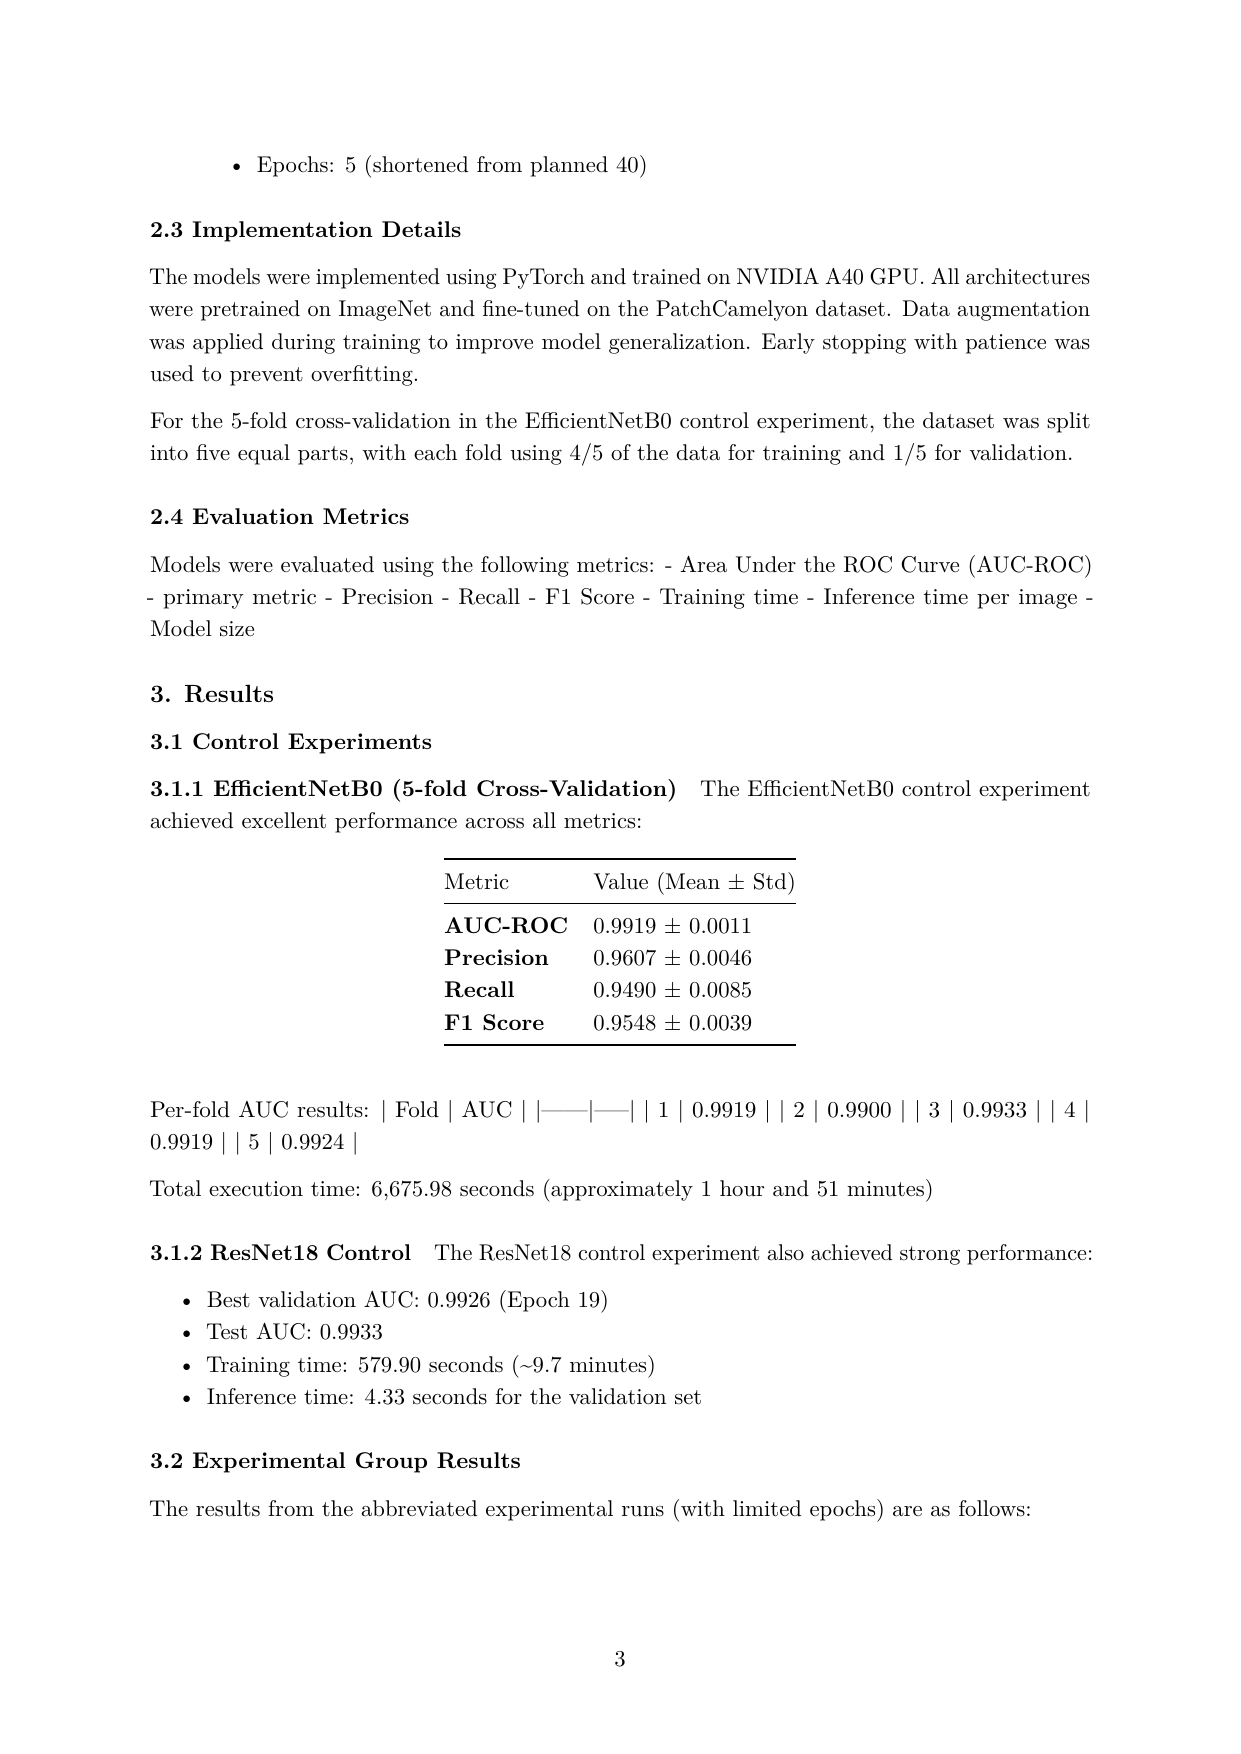 • Epochs: 5 (shortened from planned 40)
2.3 Implementation Details
The models were implemented using PyTorch and trained on NVIDIA A40 GPU. All architectures
were pretrained on ImageNet and fine-tuned on the PatchCamelyon dataset. Data augmentation
was applied during training to improve model generalization. Early stopping with patience was
used to prevent overfitting.
For the 5-fold cross-validation in the EfficientNetB0 control experiment, the dataset was split
into five equal parts, with each fold using 4/5 of the data for training and 1/5 for validation.
2.4 Evaluation Metrics
Models were evaluated using the following metrics: - Area Under the ROC Curve (AUC-ROC)
- primary metric - Precision - Recall - F1 Score - Training time - Inference time per image -
Model size
3. Results
3.1 Control Experiments
3.1.1 EfficientNetB0 (5-fold Cross-Validation) The EfficientNetB0 control experiment
achieved excellent performance across all metrics:
Metric Value (Mean ± Std)
AUC-ROC 0.9919 ± 0.0011
Precision 0.9607 ± 0.0046
Recall 0.9490 ± 0.0085
F1 Score 0.9548 ± 0.0039
Per-fold AUC results: | Fold | AUC | |——|—–| | 1 | 0.9919 | | 2 | 0.9900 | | 3 | 0.9933 | | 4 |
0.9919 | | 5 | 0.9924 |
Total execution time: 6,675.98 seconds (approximately 1 hour and 51 minutes)
3.1.2 ResNet18 Control The ResNet18 control experiment also achieved strong performance:
• Best validation AUC: 0.9926 (Epoch 19)
• Test AUC: 0.9933
• Training time: 579.90 seconds (~9.7 minutes)
• Inference time: 4.33 seconds for the validation set
3.2 Experimental Group Results
The results from the abbreviated experimental runs (with limited epochs) are as follows:
3